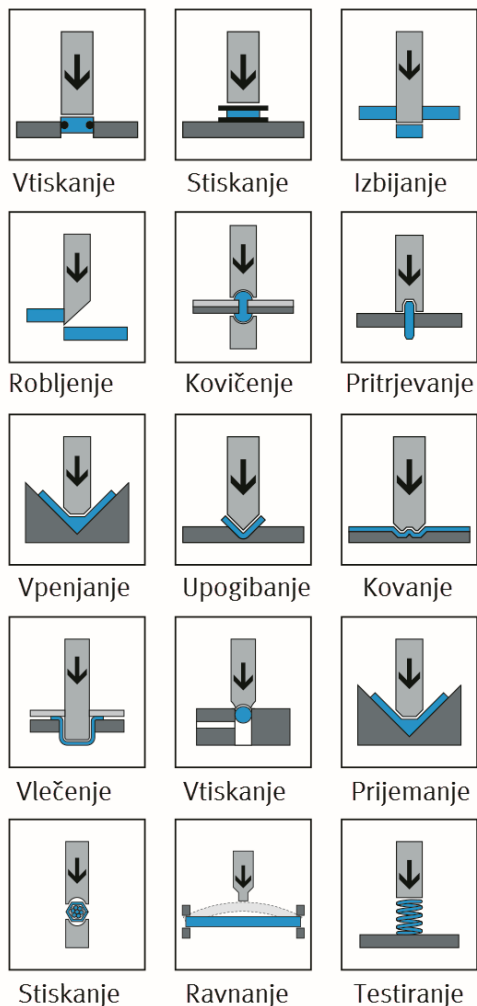 Vtiskanje Stiskanje Izbijanje
Robljenje Kovičenje Pritrjevanje
Vpenjanje Upogibanje Kovanje
Vlečenje Vtiskanje Prijemanje
Stiskanje Ravnanje Testiranje